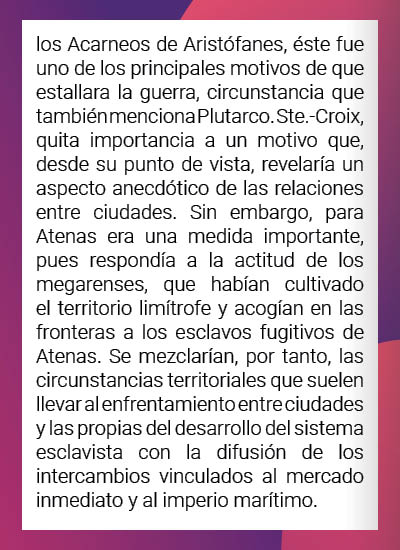 los Acarneos de Aristófanes, éste fue
uno de los principales motivos de que
estallara la guerra, circunstancia que
también menciona Plutarco. Ste.-Croix,
quita importancia a un motivo que,
desde su punto de vista, revelaría un
aspecto anecdótico de las relaciones
entre ciudades. Sin embargo, para
Atenas era una medida importante,
pues respondía a la actitud de los
megarenses, que habían cultivado
el territorio limítrofe y acogían en las
fronteras a los esclavos fugitivos de
Atenas. Se mezclarían, por tanto, las
circunstancias territoriales que suelen
llevar al enfrentamiento entre ciudades
y las propias del desarrollo del sistema
esclavista con la difusión de los
intercambios vinculados al mercado
inmediato y al imperio marítimo.